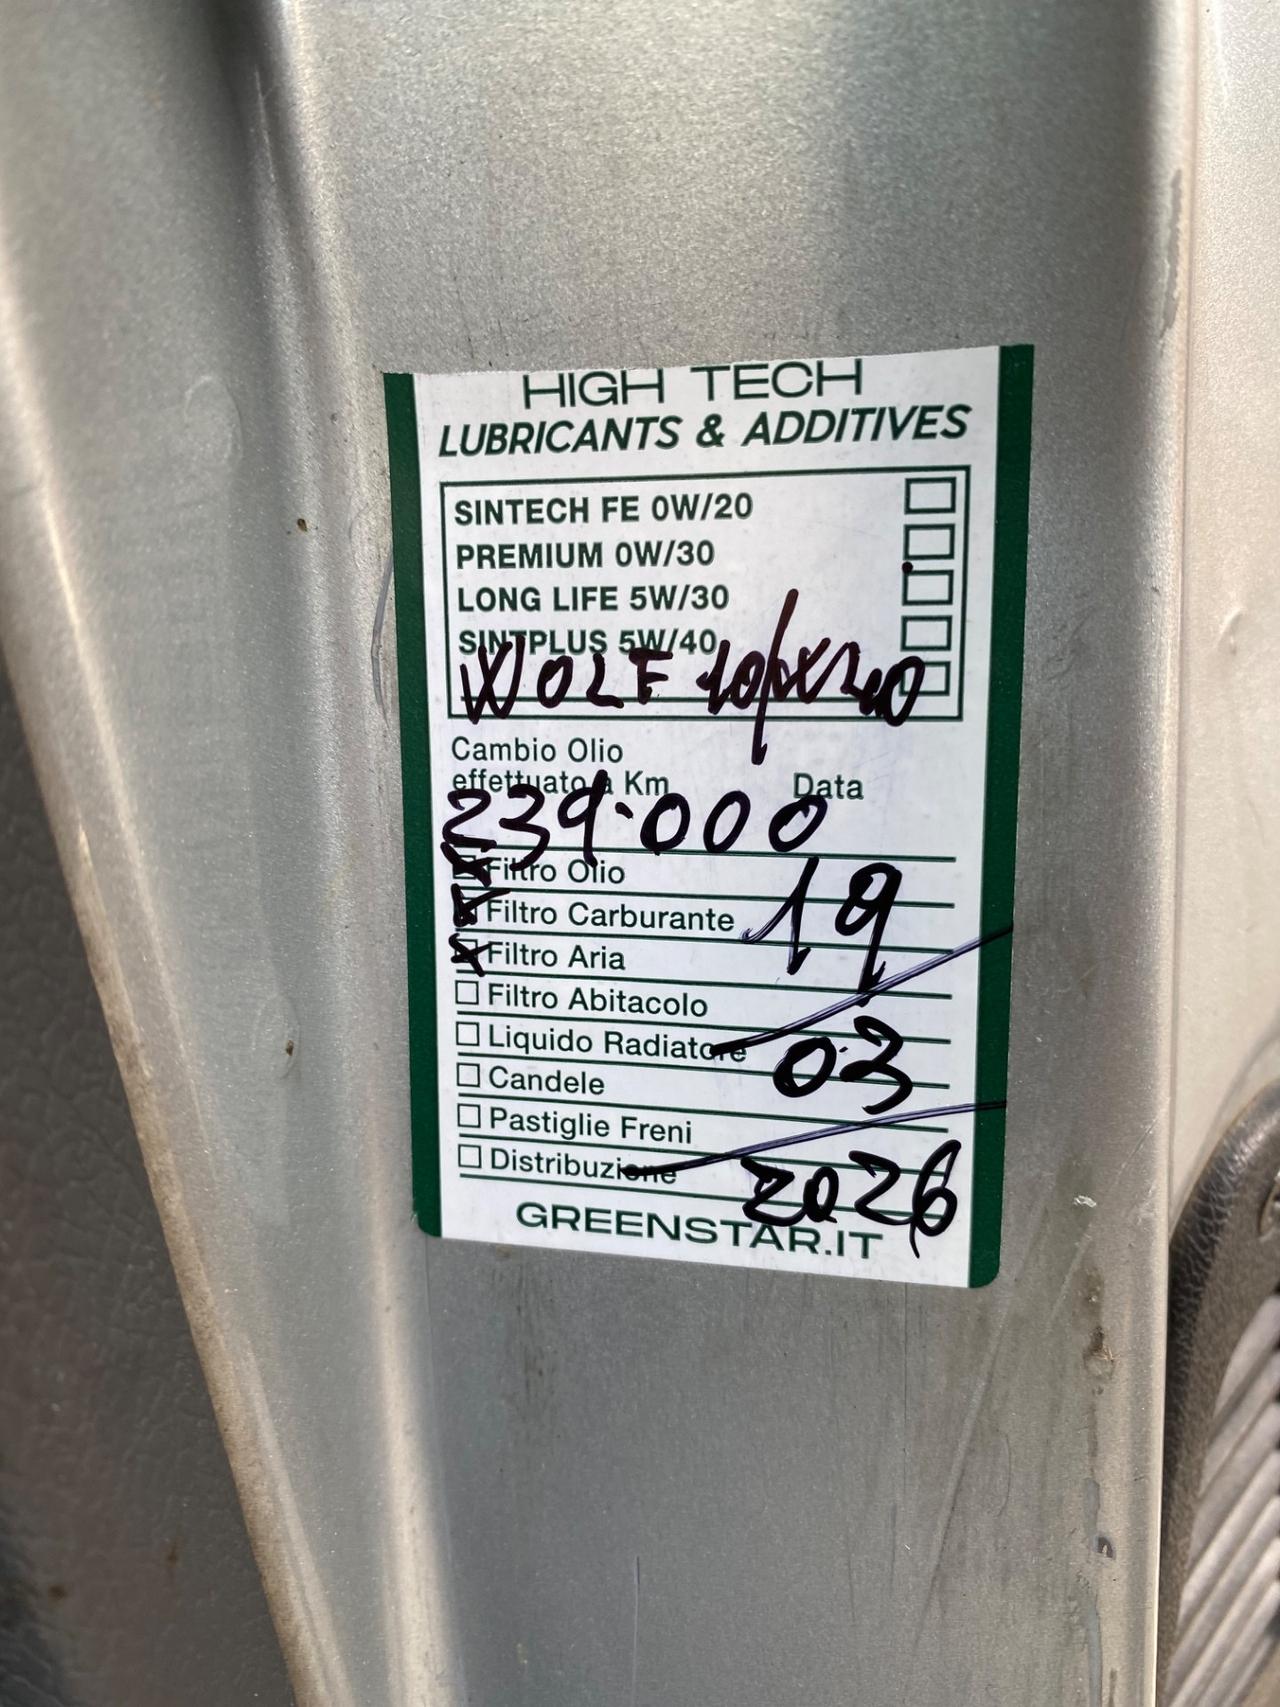 HIGH TECH
LUBRICANTS & ADDITIVES
SINTECH FE 0W/20
PREMIUM 0W/30
LONG LIFE 5W/30
SINTPLUS 5W/40
WOLF 10/W40
Cambio Olio
effettuato a Km Data
239.000
Filtro Olio
Filtro Carburante
Filtro Aria
19
Filtro Abitacolo
Liquido Radiatore
03
Candele
Pastiglie Freni
Distribuzione
2026
GREENSTAR.IT